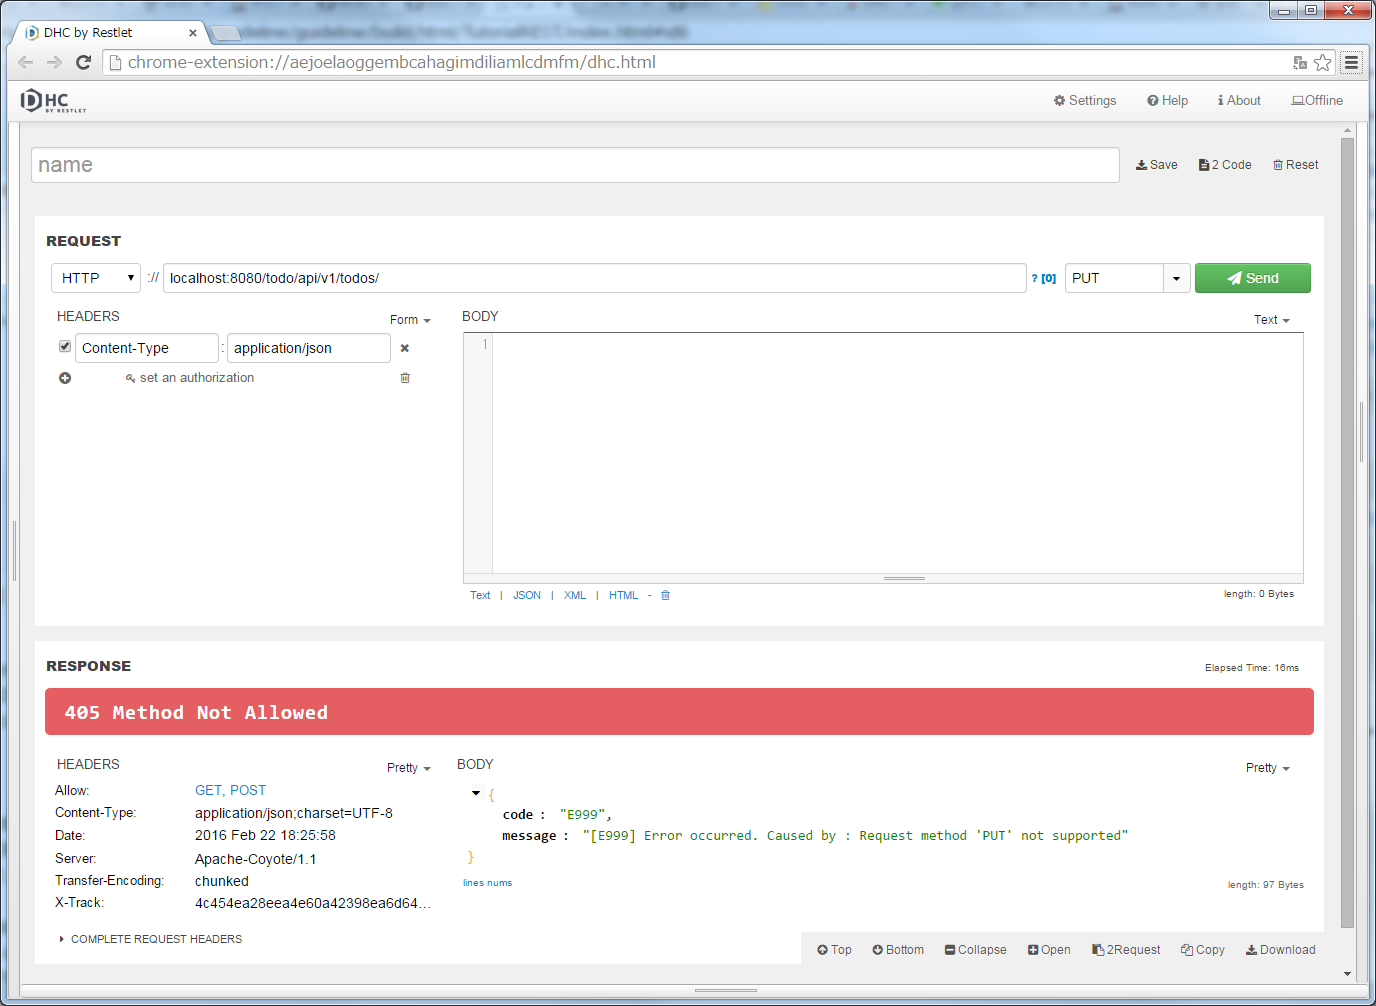 DHC by Restlet
chrome-extension://aejoelaoggembcahagimdiliamlcdmfm/dhc.html
DHC BY RESTLET
Settings Help About Offline
name Save 2 Code Reset
REQUEST
HTTP :// localhost:8080/todo/api/v1/todos/ ? [0] PUT Send
HEADERS Form BODY Text
Content-Type : application/json 1
set an authorization
Text | JSON | XML | HTML - length: 0 Bytes
RESPONSE Elapsed Time: 16ms
405 Method Not Allowed
HEADERS Pretty BODY Pretty
Allow: GET, POST {
Content-Type: application/json;charset=UTF-8 code : "E999",
Date: 2016 Feb 22 18:25:58 message : "[E999] Error occurred. Caused by : Request method 'PUT' not supported"
Server: Apache-Coyote/1.1 }
Transfer-Encoding: chunked lines nums length: 97 Bytes
X-Track: 4c454ea28eea4e60a42398ea6d64...
COMPLETE REQUEST HEADERS
Top Bottom Collapse Open 2Request Copy Download